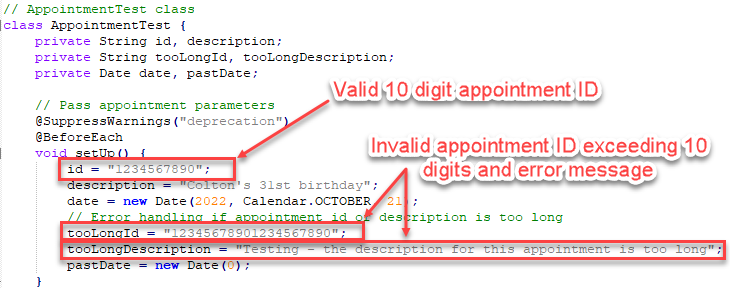 // AppointmentTest class
class AppointmentTest {
private String id, description;
private String tooLongId, tooLongDescription;
private Date date, pastDate;
Valid 10 digit appointment ID
// Pass appointment parameters
@SuppressWarnings("deprecation")
@BeforeEach
void setUp() {
Invalid appointment ID exceeding 10
digits and error message
id = "1234567890";
description = "Colton's 31st birthday";
date = new Date(2022, Calendar.OCTOBER, 21);
// Error handling if appointment id or description is too long
tooLongId = "12345678901234567890";
tooLongDescription = "Testing - the description for this appointment is too long";
pastDate = new Date(0);
}